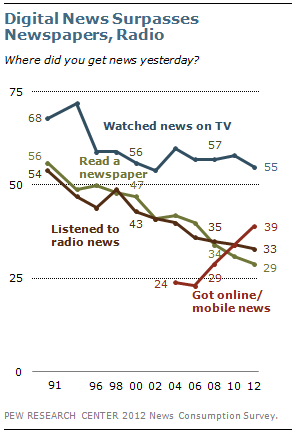 Digital News Surpasses
Newspapers, Radio
Where did you get news yesterday?
75
68
Watched news on TV
56
57
55
56
Read a
newspaper
54
50
47
Listened to
radio news
43
35
39
33
34
25
24
29
29
Got online/
mobile news
0
91 96 98 00 02 04 06 08 10 12
PEW RESEARCH CENTER 2012 News Consumption Survey.